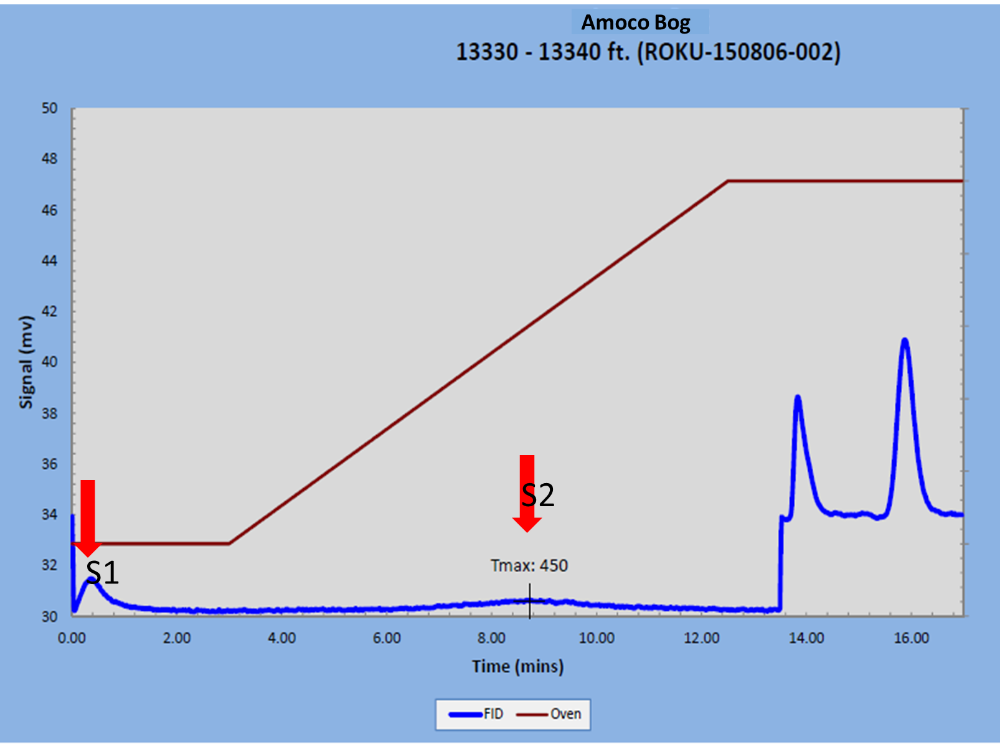 Amoco Bog
13330 - 13340 ft. (ROKU-150806-002)
50
48
46
44
42
40
38
36
34
32
30
Signal (mv)
S1
S2
Tmax: 450
0.00 2.00 4.00 6.00 8.00 10.00 12.00 14.00 16.00
Time (mins)
FID Oven